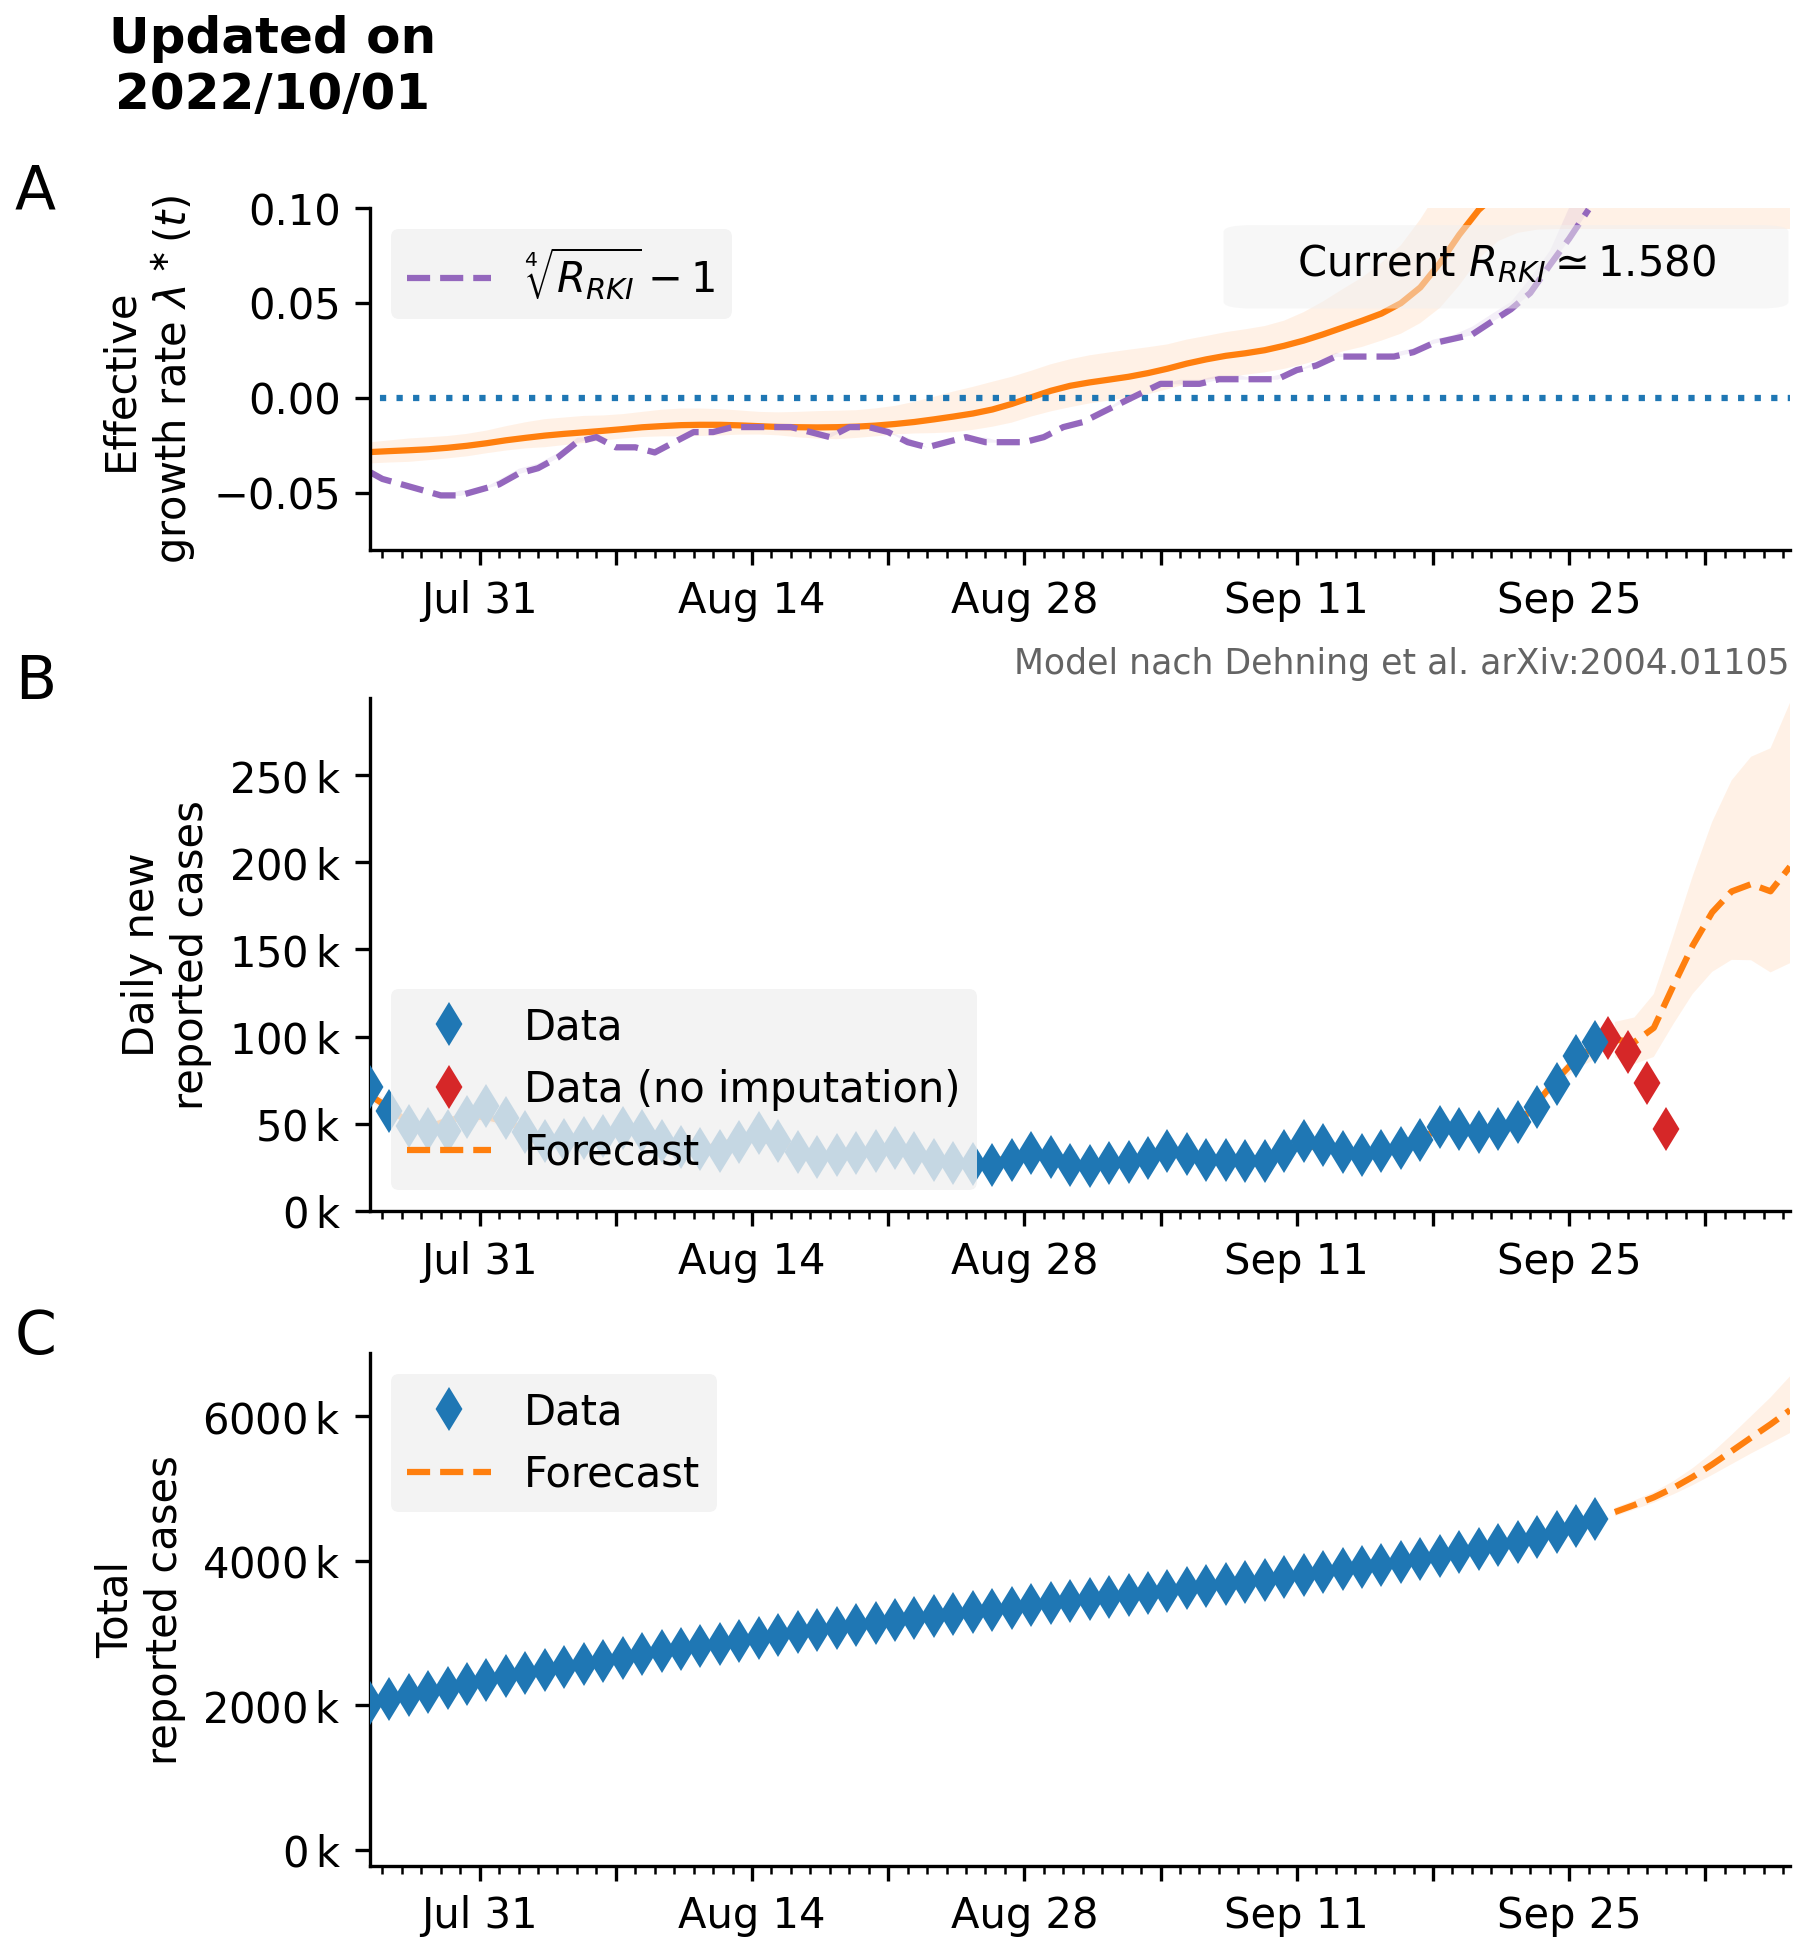 Updated on
2022/10/01
A
Effective
growth rate λ * (t)
0.10
0.05
0.00
−0.05
∜R_RKI − 1
Current R_RKI ≃ 1.580
Jul 31
Aug 14
Aug 28
Sep 11
Sep 25
B
Model nach Dehning et al. arXiv:2004.01105
Daily new
reported cases
250 k
200 k
150 k
100 k
50 k
0 k
Data
Data (no imputation)
Forecast
Jul 31
Aug 14
Aug 28
Sep 11
Sep 25
C
Total
reported cases
6000 k
4000 k
2000 k
0 k
Data
Forecast
Jul 31
Aug 14
Aug 28
Sep 11
Sep 25